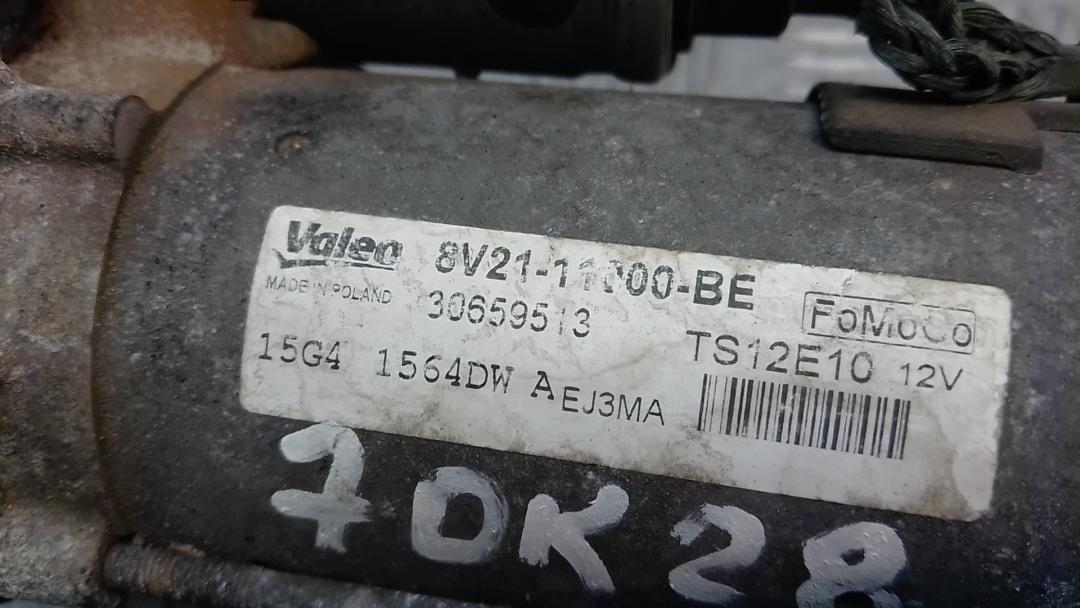 Valeo 8V21-11000-BE
MADE IN POLAND 30659513 FoMoCo
15G4 1564DW A EJ3MA TS12E10 12V
7DK28